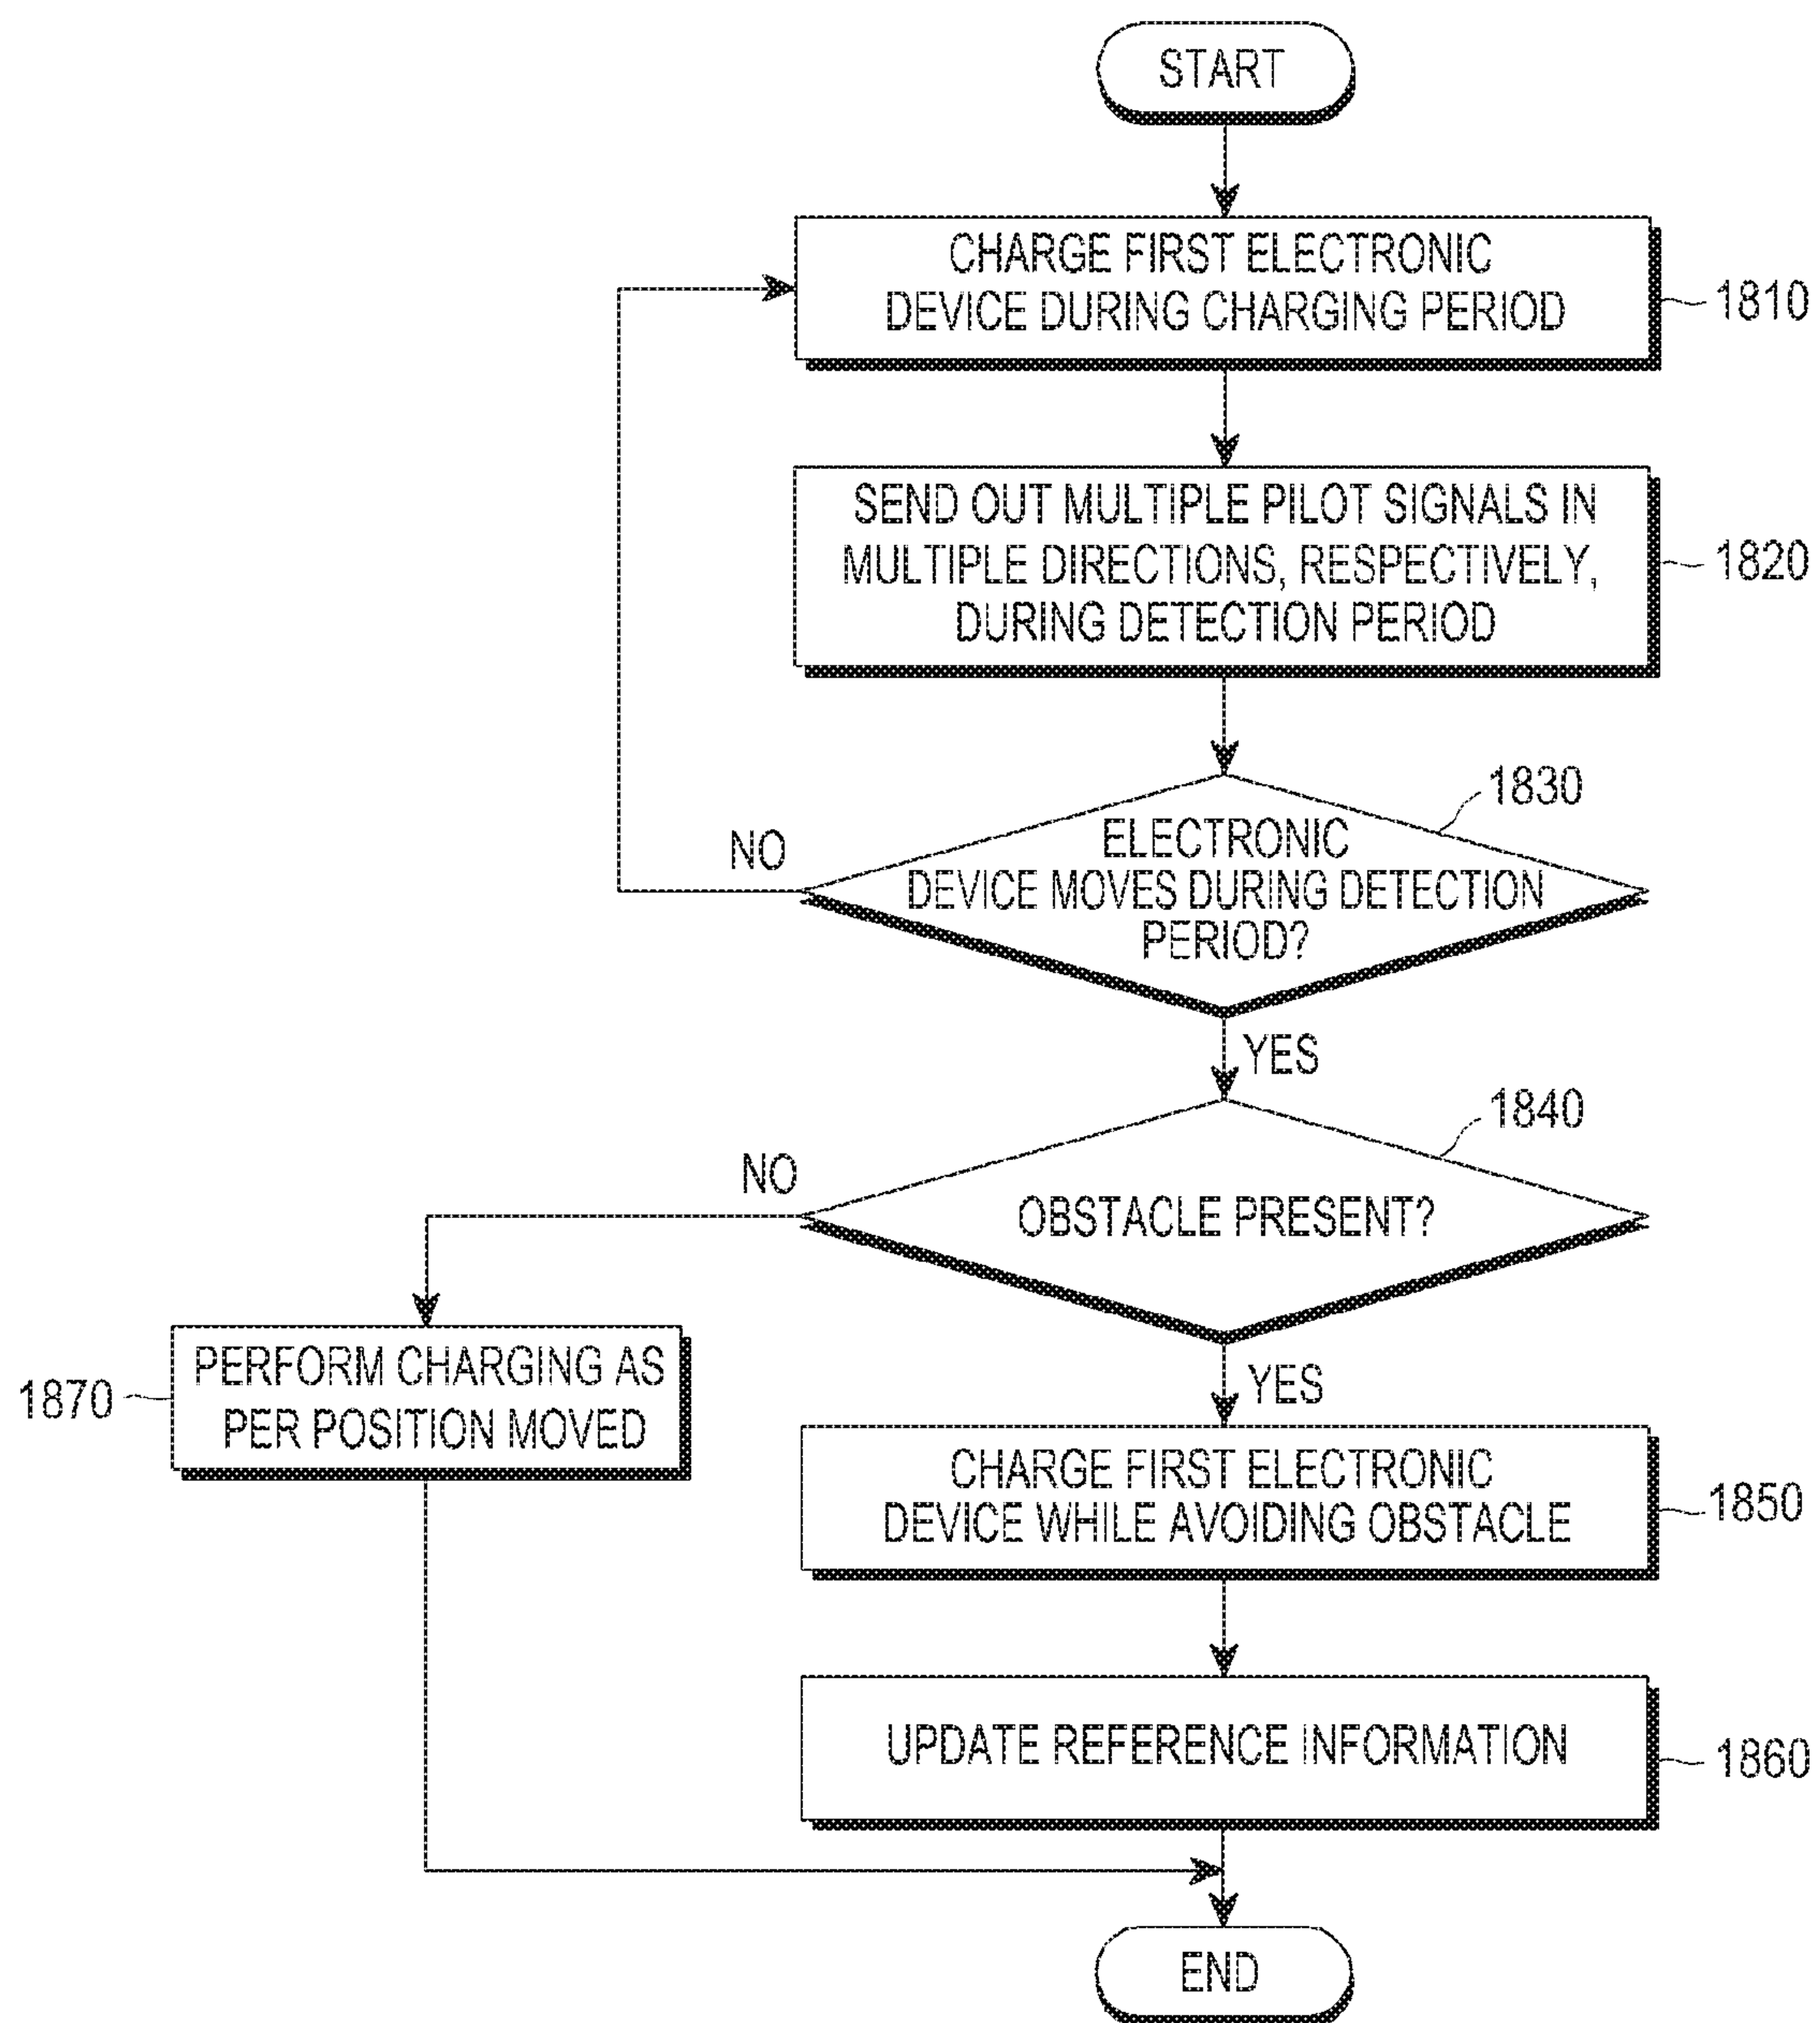 START
CHARGE FIRST ELECTRONIC
DEVICE DURING CHARGING PERIOD
1810
SEND OUT MULTIPLE PILOT SIGNALS IN
MULTIPLE DIRECTIONS, RESPECTIVELY,
DURING DETECTION PERIOD
1820
1830
ELECTRONIC
DEVICE MOVES DURING DETECTION
PERIOD?
NO
YES
1840
OBSTACLE PRESENT?
NO
YES
1870
PERFORM CHARGING AS
PER POSITION MOVED
CHARGE FIRST ELECTRONIC
DEVICE WHILE AVOIDING OBSTACLE
1850
UPDATE REFERENCE INFORMATION
1860
END